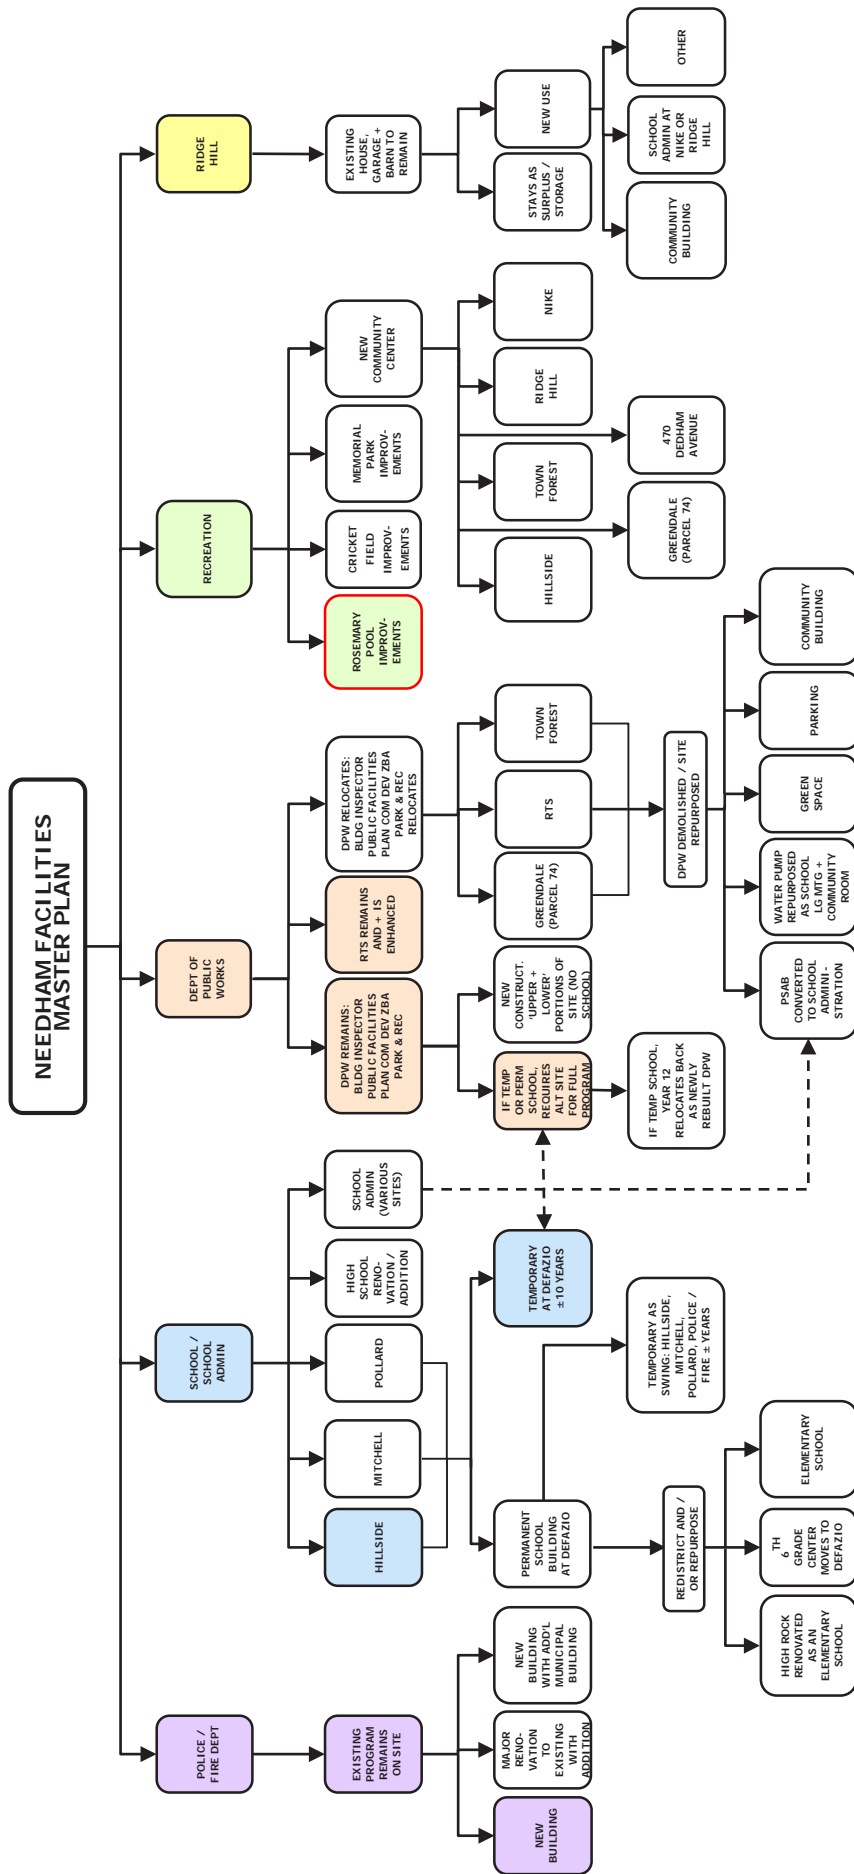 NEEDHAM FACILITIES
MASTER PLAN
POLICE /
FIRE DEPT
SCHOOL /
SCHOOL
ADMIN
DEPT OF
PUBLIC
WORKS
RECREATION
RIDGE
HILL
EXISTING
PROGRAM
REMAINS
ON SITE
HILLSIDE
MITCHELL
POLLARD
HIGH
SCHOOL
RENO-
VATION /
ADDITION
SCHOOL
ADMIN
(VARIOUS
SITES)
DPW REMAINS:
BLDG INSPECTOR
PUBLIC FACILITIES
PLAN COM DEV ZBA
PARK & REC
RTS REMAINS
AND + IS
ENHANCED
DPW RELOCATES:
BLDG INSPECTOR
PUBLIC FACILITIES
PLAN COM DEV ZBA
PARK & REC
RELOCATES
ROSEMARY
POOL
IMPROV-
EMENTS
CRICKET
FIELD
IMPROV-
EMENTS
MEMORIAL
PARK
IMPROV-
EMENTS
NEW
COMMUNITY
CENTER
EXISTING
HOUSE,
GARAGE +
BARN TO
REMAIN
NEW
BUILDING
MAJOR
RENO-
VATION
TO
EXISTING
WITH
ADDITION
NEW
BUILDING
WITH ADD'L
MUNICIPAL
BUILDING
PERMANENT
SCHOOL
BUILDING
AT DEFAZIO
TEMPORARY
AT DEFAZIO
±10 YEARS
IF TEMP
OR PERM
SCHOOL,
REQUIRES
ALT SITE
FOR FULL
PROGRAM
NEW
CONSTRUCT.
'UPPER +
LOWER'
PORTIONS OF
SITE (NO
SCHOOL)
GREENDALE
(PARCEL 74)
RTS
TOWN
FOREST
HILLSIDE
TOWN
FOREST
RIDGE
HILL
NIKE
STAYS AS
SURPLUS /
STORAGE
NEW USE
TEMPORARY AS
SWING: HILLSIDE,
MITCHELL,
POLLARD, POLICE /
FIRE ± YEARS
IF TEMP SCHOOL,
YEAR 12
RELOCATES BACK
AS NEWLY
REBUILT DPW
GREENDALE
(PARCEL 74)
470
DEDHAM
AVENUE
COMMUNITY
BUILDING
SCHOOL
ADMIN AT
NIKE OR
RIDGE
HILL
OTHER
REDISTRICT AND /
OR REPURPOSE
DPW DEMOLISHED / SITE
REPURPOSED
HIGH ROCK
RENOVATED
AS AN
ELEMENTARY
SCHOOL
TH
6
GRADE
CENTER
MOVES TO
DEFAZIO
ELEMENTARY
SCHOOL
PSAB
CONVERTED
TO SCHOOL
ADMINI-
STRATION
WATER PUMP
REPURPOSED
AS SCHOOL
LG MTG +
COMMUNITY
ROOM
GREEN
SPACE
PARKING
COMMUNITY
BUILDING